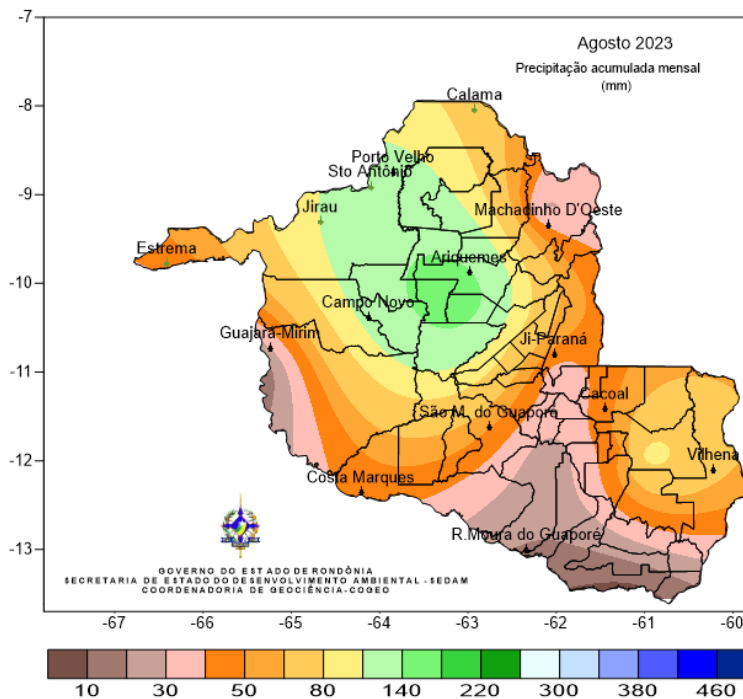 -7
Agosto 2023
Precipitação acumulada mensal
(mm)
-8
Calama
Porto Velho
Sto Antônio
-9
Jirau
Machadinho D'Oeste
Estrema
Ariquemes
-10
Campo Novo
Guajara-Mirim
Ji-Paraná
-11
Cacoal
São M. do Guaporé
Vilhena
-12
Costa Marques
R.Moura do Guaporé
-13
GOVERNO DO ESTADO DE RONDÔNIA
SECRETARIA DE ESTADO DO DESENVOLVIMENTO AMBIENTAL - SEDAM
COORDENADORIA DE GEOCIÊNCIA-COGEO
-67 -66 -65 -64 -63 -62 -61 -60
10 30 50 80 140 220 300 380 460